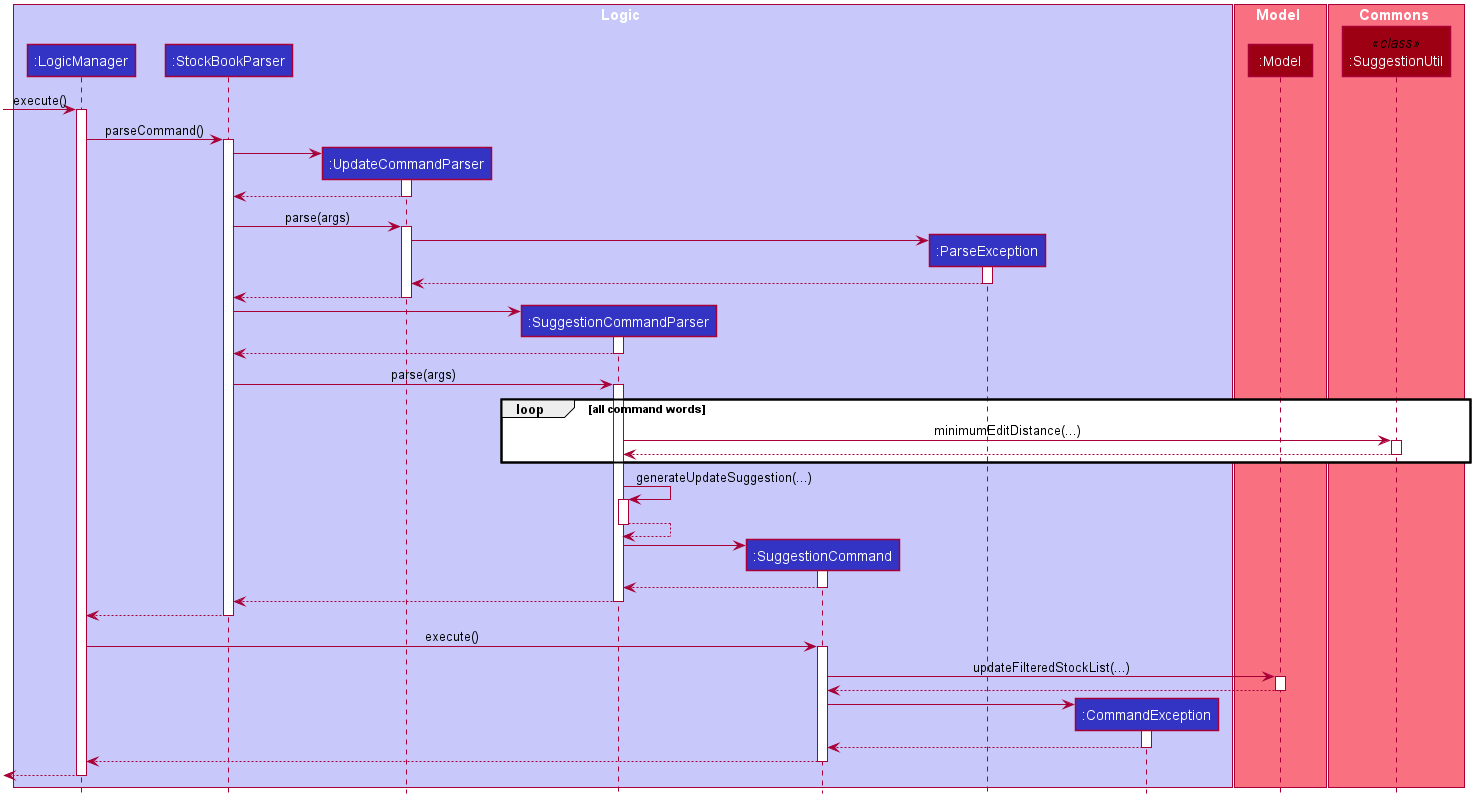 Logic
Model
Commons
:LogicManager
:StockBookParser
:Model
«class»
:SuggestionUtil
execute()
parseCommand()
:UpdateCommandParser
parse(args)
:ParseException
:SuggestionCommandParser
parse(args)
loop
[all command words]
minimumEditDistance(...)
generateUpdateSuggestion(...)
:SuggestionCommand
execute()
updateFilteredStockList(...)
:CommandException